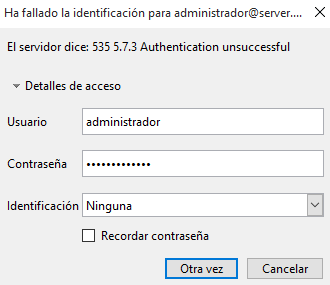 Ha fallado la identificación para administrador@server....
El servidor dice: 535 5.7.3 Authentication unsuccessful
Detalles de acceso
Usuario administrador
Contraseña •••••••••••••
Identificación Ninguna
Recordar contraseña
Otra vez Cancelar